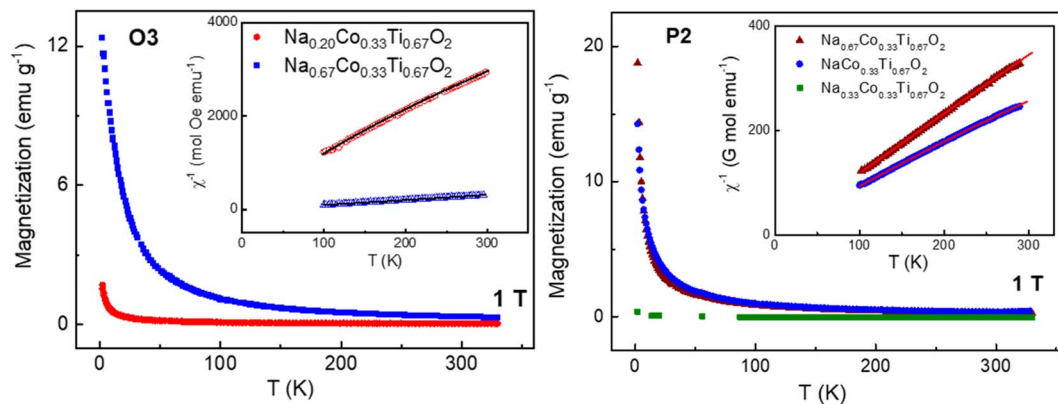 O3
Na0.20Co0.33Ti0.67O2
Na0.67Co0.33Ti0.67O2
χ-1 (mol Oe emu-1)
4000
2000
0
100 200 300
T (K)
Magnetization (emu g-1)
12
9
6
3
0
1 T
0 100 200 300
T (K)
P2
Na0.67Co0.33Ti0.67O2
NaCo0.33Ti0.67O2
Na0.33Co0.33Ti0.67O2
χ-1 (G mol emu-1)
400
200
0
0 100 200 300
T (K)
Magnetization (emu g-1)
20
10
0
1 T
0 100 200 300
T (K)